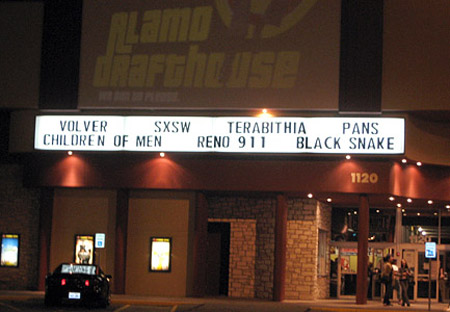 Alamo
drafthouse
VOLVER SXSW TERABITHIA PANS
CHILDREN OF MEN RENO 911 BLACK SNAKE
1120